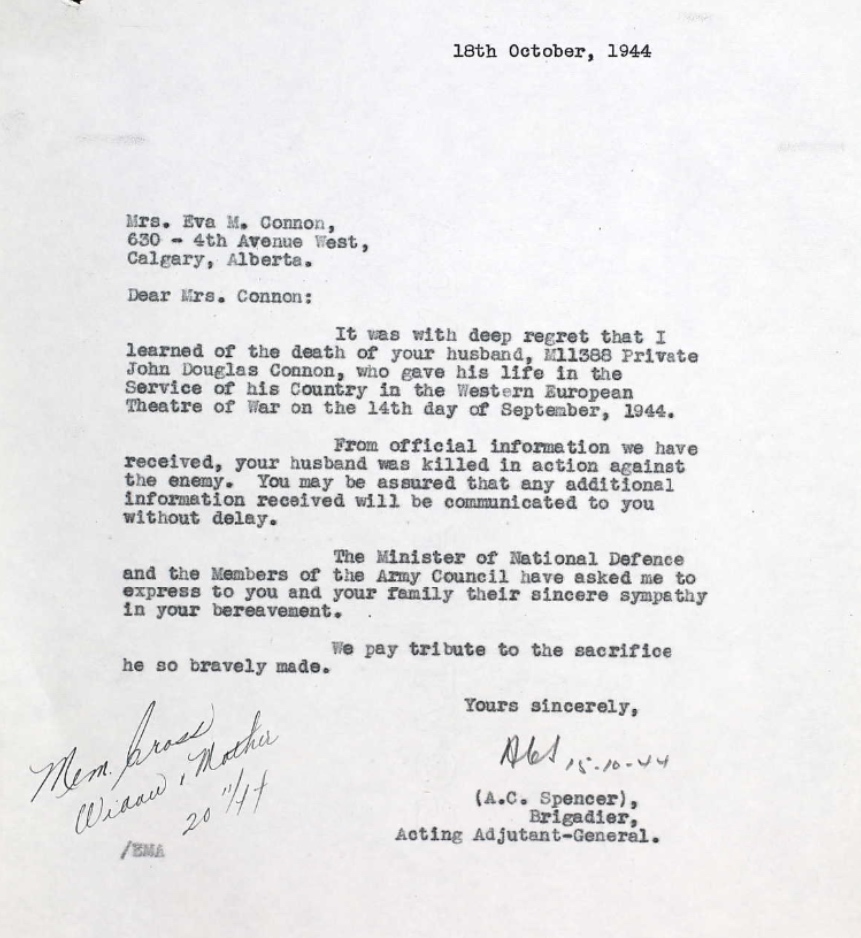 18th October, 1944
Mrs. Eva M. Connon,
630 - 4th Avenue West,
Calgary, Alberta.
Dear Mrs. Connon:
It was with deep regret that I
learned of the death of your husband, M11388 Private
John Douglas Connon, who gave his life in the
Service of his Country in the Western European
Theatre of War on the 14th day of September, 1944.
From official information we have
received, your husband was killed in action against
the enemy. You may be assured that any additional
information received will be communicated to you
without delay.
The Minister of National Defence
and the Members of the Army Council have asked me to
express to you and your family their sincere sympathy
in your bereavement.
We pay tribute to the sacrifice
he so bravely made.
Yours sincerely,
15-10-44
(A.C. Spencer),
Brigadier,
Acting Adjutant-General.
Mem. Cross
Widow, Mother
20 11/44
/EMA